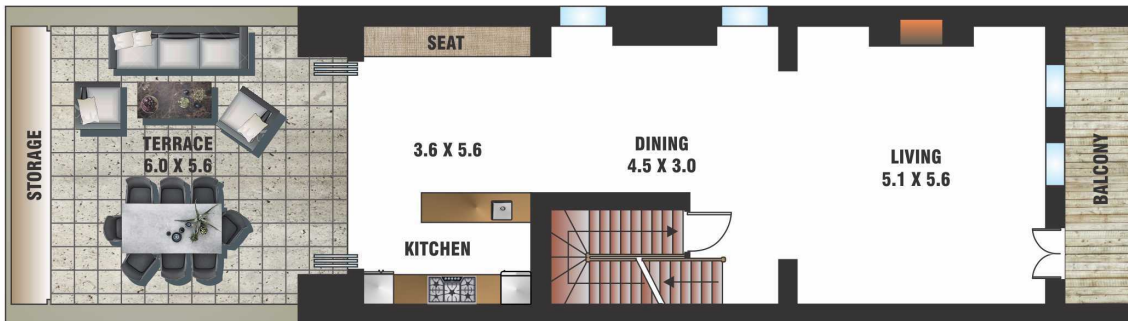 STORAGE
TERRACE
6.0 X 5.6
SEAT
3.6 X 5.6
KITCHEN
DINING
4.5 X 3.0
LIVING
5.1 X 5.6
BALCONY